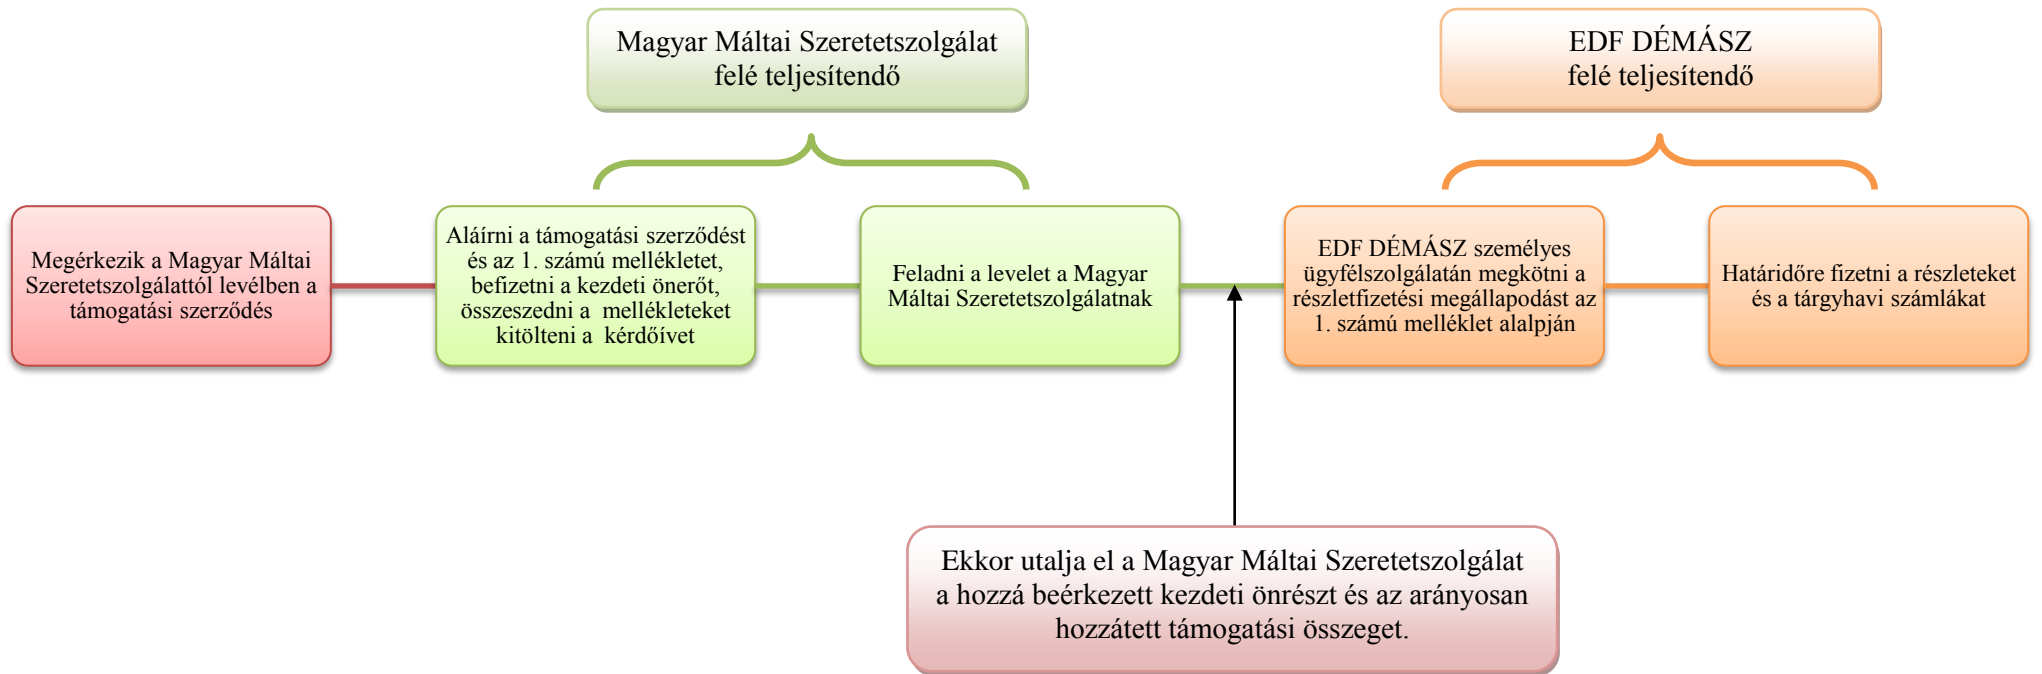 Magyar Máltai Szeretetszolgálat
felé teljesítendő
EDF DÉMÁSZ
felé teljesítendő
Megérkezik a Magyar Máltai
Szeretetszolgálattól levélben a
támogatási szerződés
Aláírni a támogatási szerződést
és az 1. számú mellékletet,
befizetni a kezdeti önerőt,
összeszedni a mellékleteket
kitölteni a kérdőívet
Feladni a levelet a Magyar
Máltai Szeretetszolgálatnak
EDF DÉMÁSZ személyes
ügyfélszolgálatán megkötni a
részletfizetési megállapodást az
1. számú melléklet alalpján
Határidőre fizetni a részleteket
és a tárgyhavi számlákat
Ekkor utalja el a Magyar Máltai Szeretetszolgálat
a hozzá beérkezett kezdeti önrészt és az arányosan
hozzátett támogatási összeget.